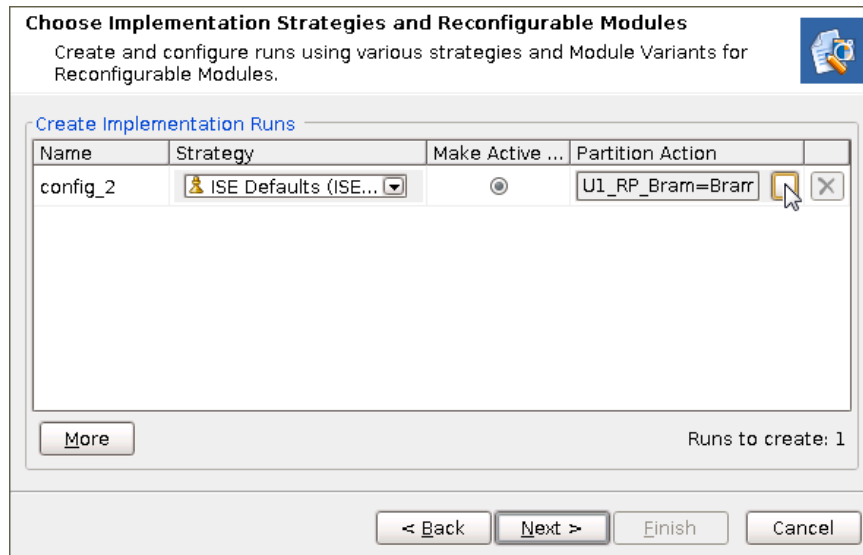 Choose Implementation Strategies and Reconfigurable Modules
Create and configure runs using various strategies and Module Variants for
Reconfigurable Modules.
Create Implementation Runs
Name Strategy Make Active ... Partition Action
config_2 ISE Defaults (ISE... U1_RP_Bram=Bram
More Runs to create: 1
< Back Next > Finish Cancel